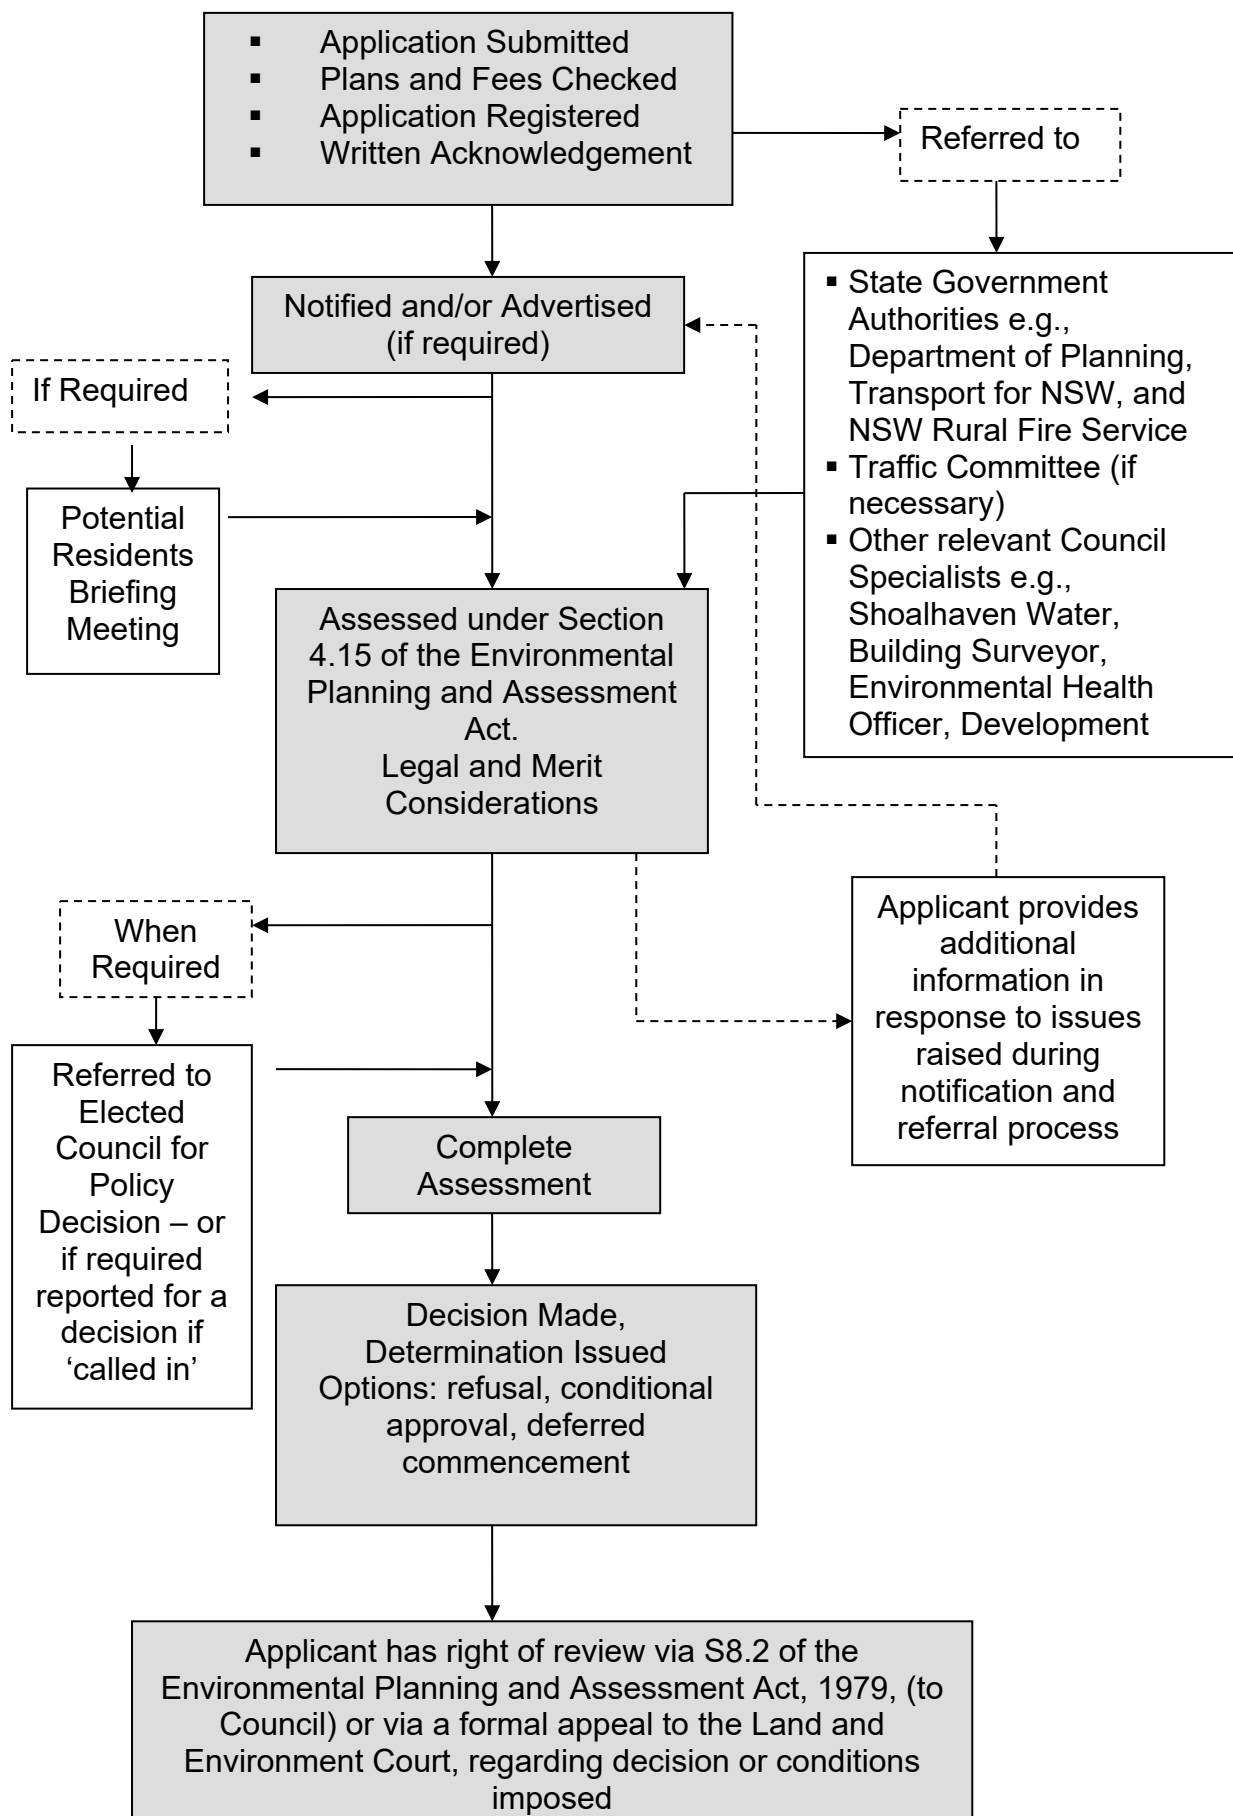 ▪ Application Submitted
▪ Plans and Fees Checked
▪ Application Registered
▪ Written Acknowledgement
Referred to
Notified and/or Advertised
(if required)
▪ State Government
Authorities e.g.,
Department of Planning,
Transport for NSW, and
NSW Rural Fire Service
▪ Traffic Committee (if
necessary)
▪ Other relevant Council
Specialists e.g.,
Shoalhaven Water,
Building Surveyor,
Environmental Health
Officer, Development
If Required
Potential
Residents
Briefing
Meeting
Assessed under Section
4.15 of the Environmental
Planning and Assessment
Act.
Legal and Merit
Considerations
Applicant provides
additional
information in
response to issues
raised during
notification and
referral process
When
Required
Referred to
Elected
Council for
Policy
Decision – or
if required
reported for a
decision if
‘called in’
Complete
Assessment
Decision Made,
Determination Issued
Options: refusal, conditional
approval, deferred
commencement
Applicant has right of review via S8.2 of the
Environmental Planning and Assessment Act, 1979, (to
Council) or via a formal appeal to the Land and
Environment Court, regarding decision or conditions
imposed